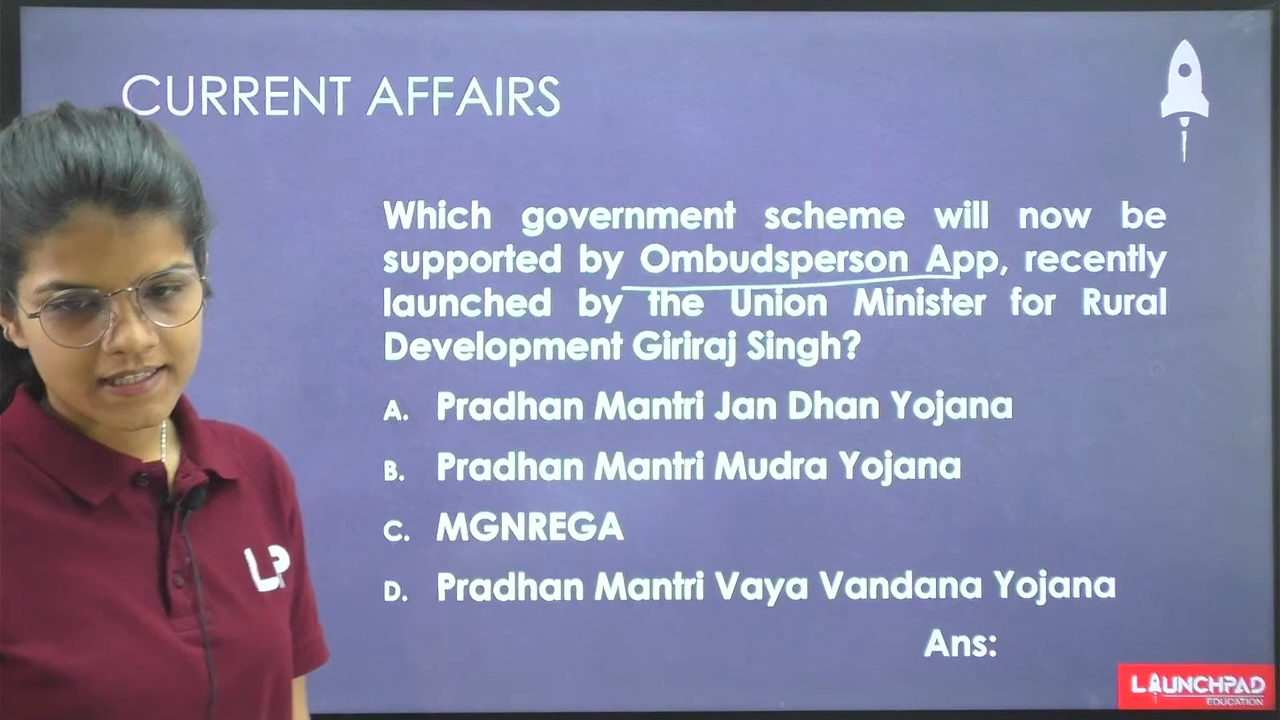 CURRENT AFFAIRS
Which government scheme will now be
supported by Ombudsperson App, recently
launched by the Union Minister for Rural
Development Giriraj Singh?
A. Pradhan Mantri Jan Dhan Yojana
B. Pradhan Mantri Mudra Yojana
C. MGNREGA
D. Pradhan Mantri Vaya Vandana Yojana
Ans:
LP
LAUNCHPAD
EDUCATION